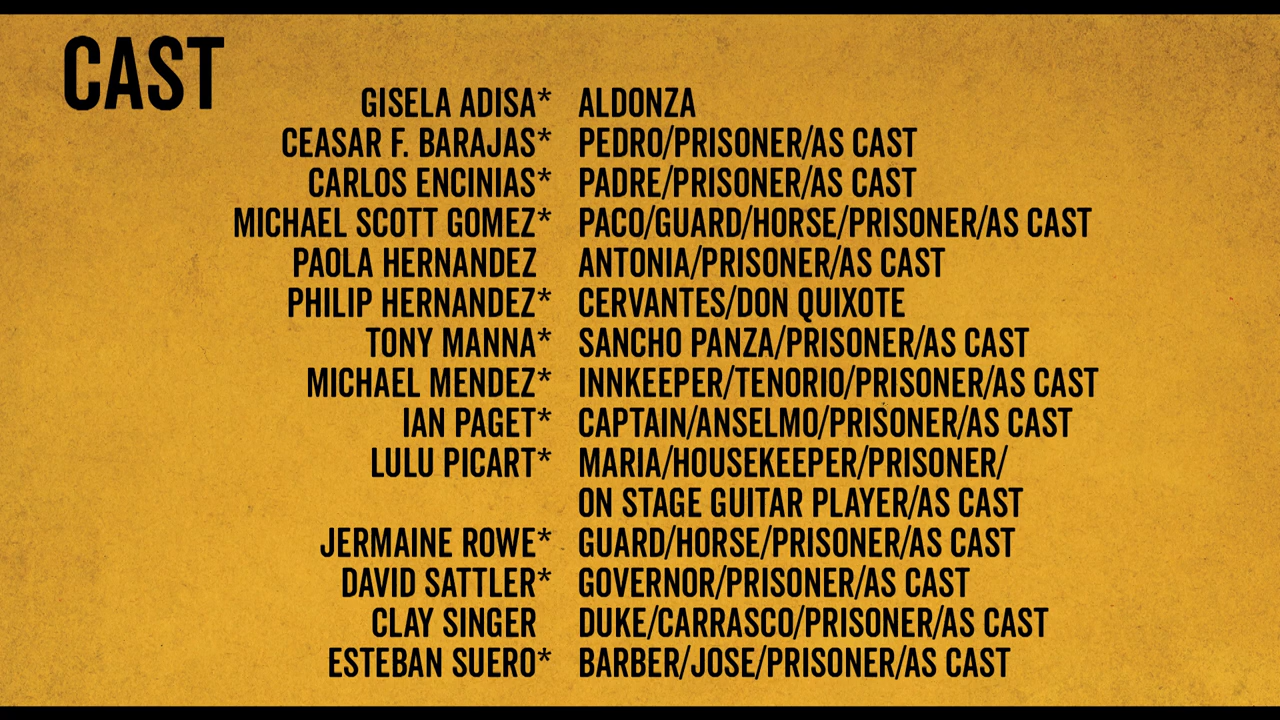 CAST
GISELA ADISA* ALDONZA
CEASAR F. BARAJAS* PEDRO/PRISONER/AS CAST
CARLOS ENCINIAS* PADRE/PRISONER/AS CAST
MICHAEL SCOTT GOMEZ* PACO/GUARD/HORSE/PRISONER/AS CAST
PAOLA HERNANDEZ ANTONIA/PRISONER/AS CAST
PHILIP HERNANDEZ* CERVANTES/DON QUIXOTE
TONY MANNA* SANCHO PANZA/PRISONER/AS CAST
MICHAEL MENDEZ* INNKEEPER/TENORIO/PRISONER/AS CAST
IAN PAGET* CAPTAIN/ANSELMO/PRISONER/AS CAST
LULU PICART* MARIA/HOUSEKEEPER/PRISONER/
ON STAGE GUITAR PLAYER/AS CAST
JERMAINE ROWE* GUARD/HORSE/PRISONER/AS CAST
DAVID SATTLER* GOVERNOR/PRISONER/AS CAST
CLAY SINGER DUKE/CARRASCO/PRISONER/AS CAST
ESTEBAN SUERO* BARBER/JOSE/PRISONER/AS CAST